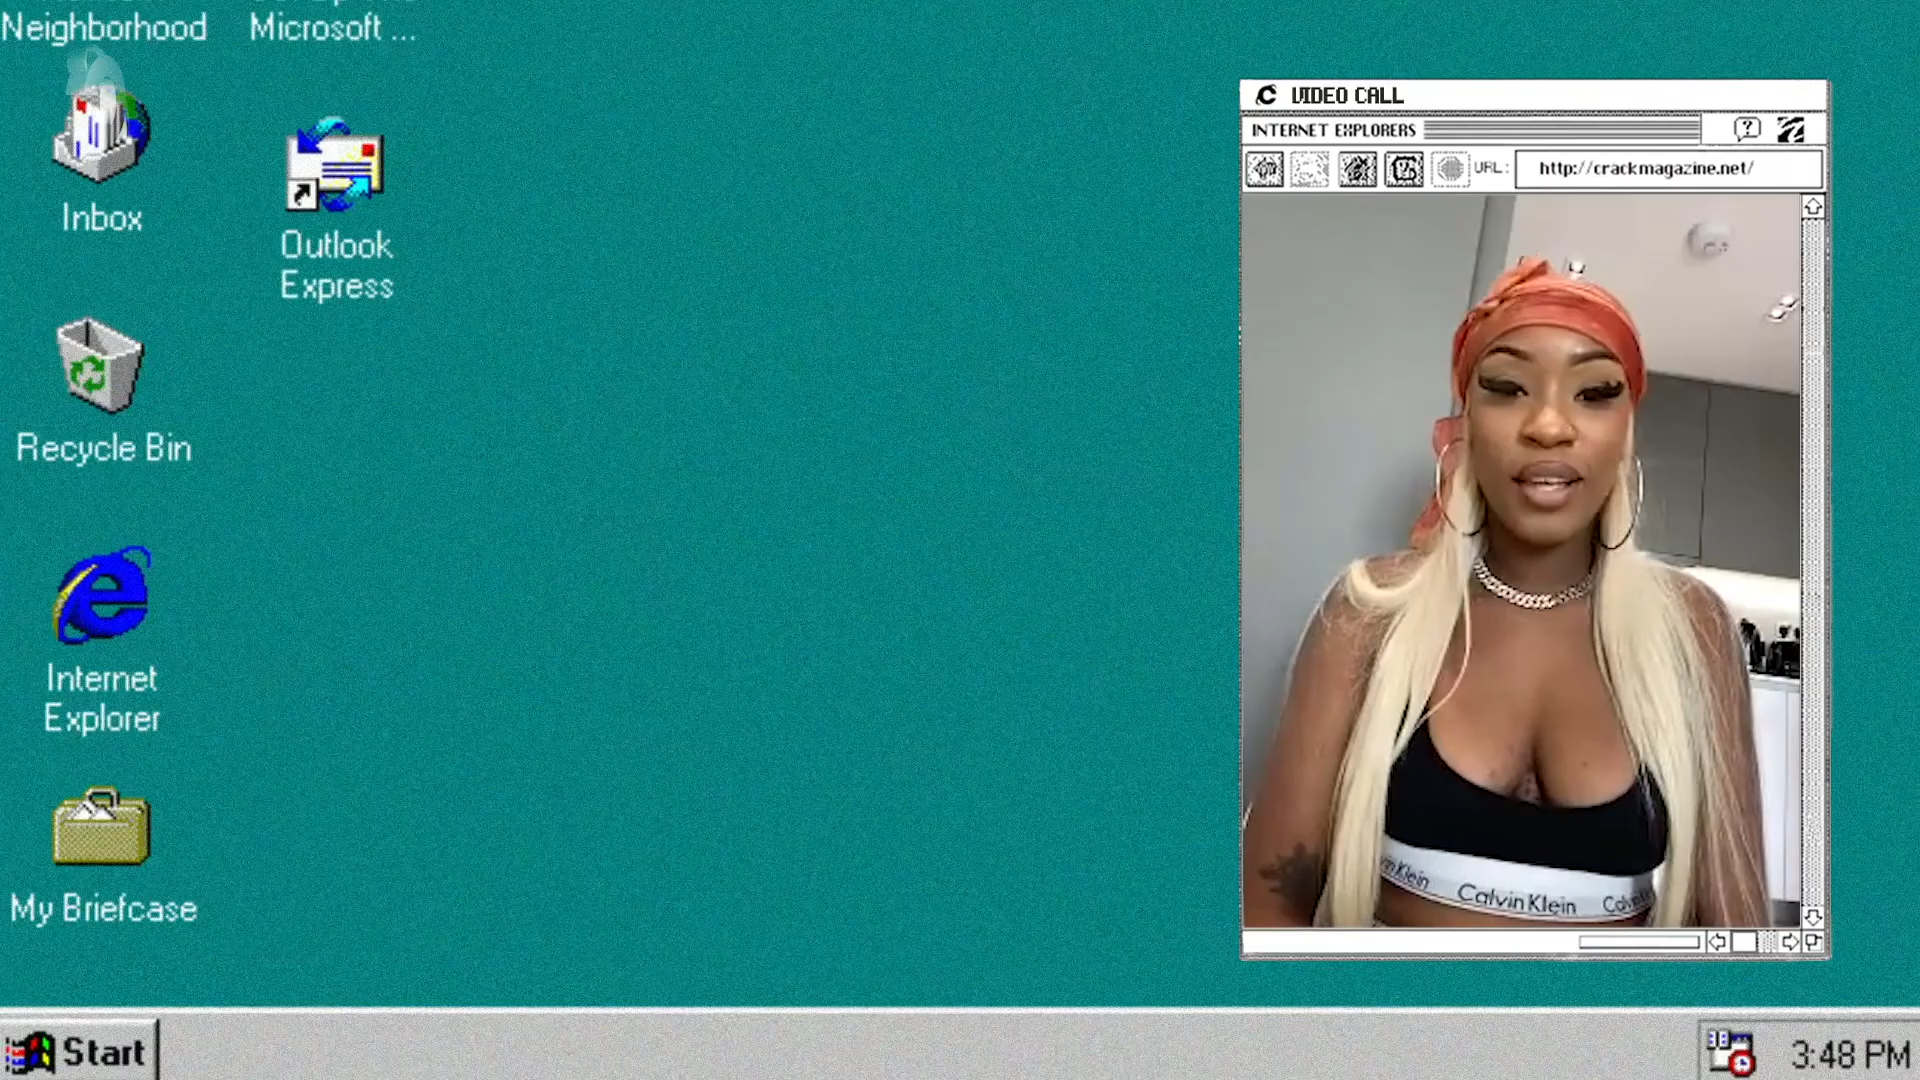 Neighborhood
Microsoft ...
Inbox
Outlook
Express
Recycle Bin
Internet
Explorer
My Briefcase
VIDEO CALL
INTERNET EXPLORERS
?
URL:
http://crackmagazine.net/
Calvin Klein
Start
3:48 PM